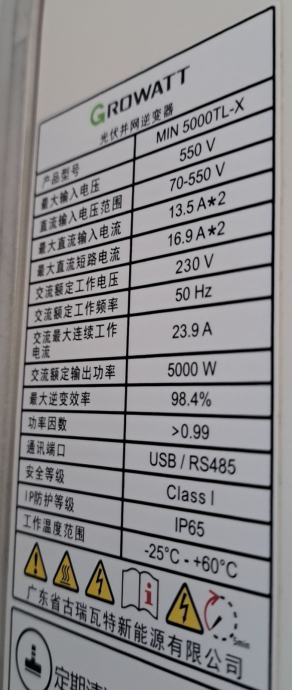 GROWATT
光伏并网逆变器
产品型号 MIN 5000TL-X
最大输入电压 550 V
直流输入电压范围 70-550 V
最大直流输入电流 13.5 A*2
最大直流短路电流 16.9 A*2
交流额定工作电压 230 V
交流额定工作频率 50 Hz
交流最大连续工作 23.9 A
电流
交流额定输出功率 5000 W
最大逆变效率 98.4%
功率因数 >0.99
通讯端口 USB / RS485
安全等级 Class I
IP防护等级 IP65
工作温度范围 -25°C - +60°C
5min
广东省古瑞瓦特新能源有限公司
定期清